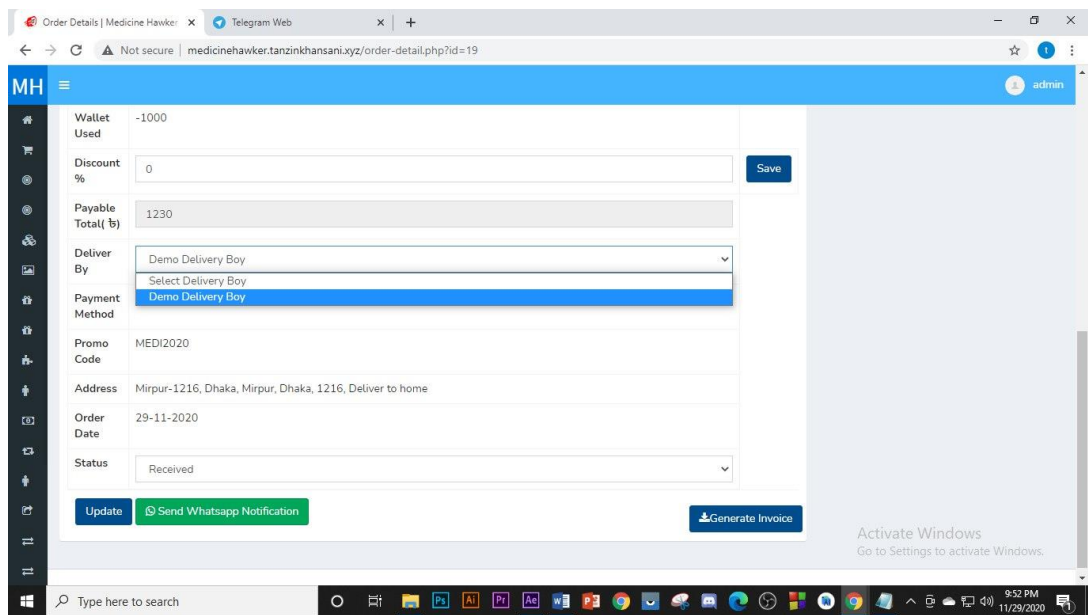 Order Details | Medicine Hawker
Telegram Web
Not secure | medicinehawker.tanzinkhansani.xyz/order-detail.php?id=19
t
MH
admin
Wallet Used -1000
Discount % 0 Save
Payable Total( ৳) 1230
Deliver By Demo Delivery Boy
Select Delivery Boy
Demo Delivery Boy
Payment Method
Promo Code MEDI2020
Address Mirpur-1216, Dhaka, Mirpur, Dhaka, 1216, Deliver to home
Order Date 29-11-2020
Status Received
Update Send Whatsapp Notification Generate Invoice
Activate Windows
Go to Settings to activate Windows.
Type here to search
Ps Ai Pr Ae
9:52 PM
11/29/2020